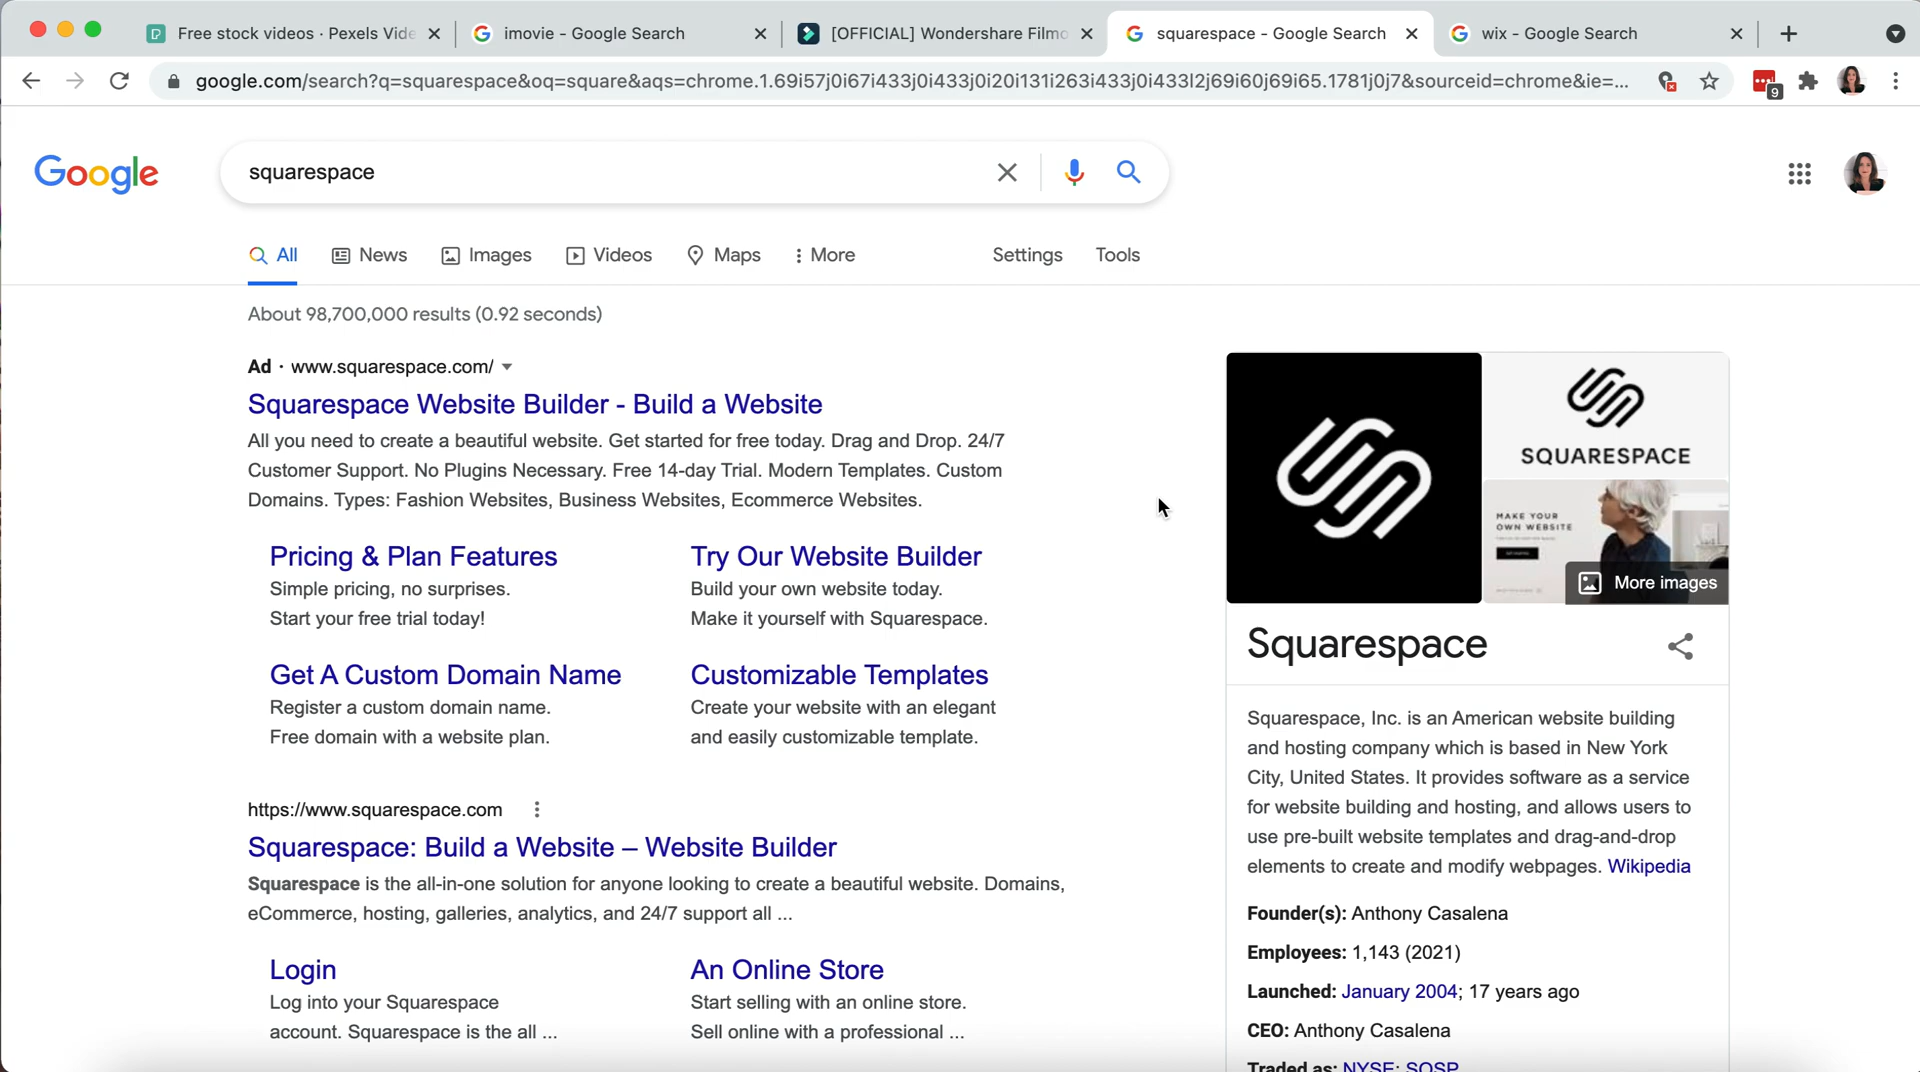 Free stock videos · Pexels Vide
imovie - Google Search
[OFFICIAL] Wondershare Filmo
squarespace - Google Search
wix - Google Search
google.com/search?q=squarespace&oq=square&aqs=chrome.1.69i57j0i67i433j0i433j0i20i131i263i433j0i433l2j69i60j69i65.1781j0j7&sourceid=chrome&ie=...
9
Google
squarespace
All
News
Images
Videos
Maps
More
Settings
Tools
About 98,700,000 results (0.92 seconds)
Ad · www.squarespace.com/
Squarespace Website Builder - Build a Website
All you need to create a beautiful website. Get started for free today. Drag and Drop. 24/7
Customer Support. No Plugins Necessary. Free 14-day Trial. Modern Templates. Custom
Domains. Types: Fashion Websites, Business Websites, Ecommerce Websites.
Pricing & Plan Features
Simple pricing, no surprises.
Start your free trial today!
Try Our Website Builder
Build your own website today.
Make it yourself with Squarespace.
Get A Custom Domain Name
Register a custom domain name.
Free domain with a website plan.
Customizable Templates
Create your website with an elegant
and easily customizable template.
https://www.squarespace.com
Squarespace: Build a Website – Website Builder
Squarespace is the all-in-one solution for anyone looking to create a beautiful website. Domains,
eCommerce, hosting, galleries, analytics, and 24/7 support all ...
Login
Log into your Squarespace
account. Squarespace is the all ...
An Online Store
Start selling with an online store.
Sell online with a professional ...
SQUARESPACE
MAKE YOUR
OWN WEBSITE
More images
Squarespace
Squarespace, Inc. is an American website building
and hosting company which is based in New York
City, United States. It provides software as a service
for website building and hosting, and allows users to
use pre-built website templates and drag-and-drop
elements to create and modify webpages. Wikipedia
Founder(s): Anthony Casalena
Employees: 1,143 (2021)
Launched: January 2004; 17 years ago
CEO: Anthony Casalena
Traded as: NYSE: SQSP